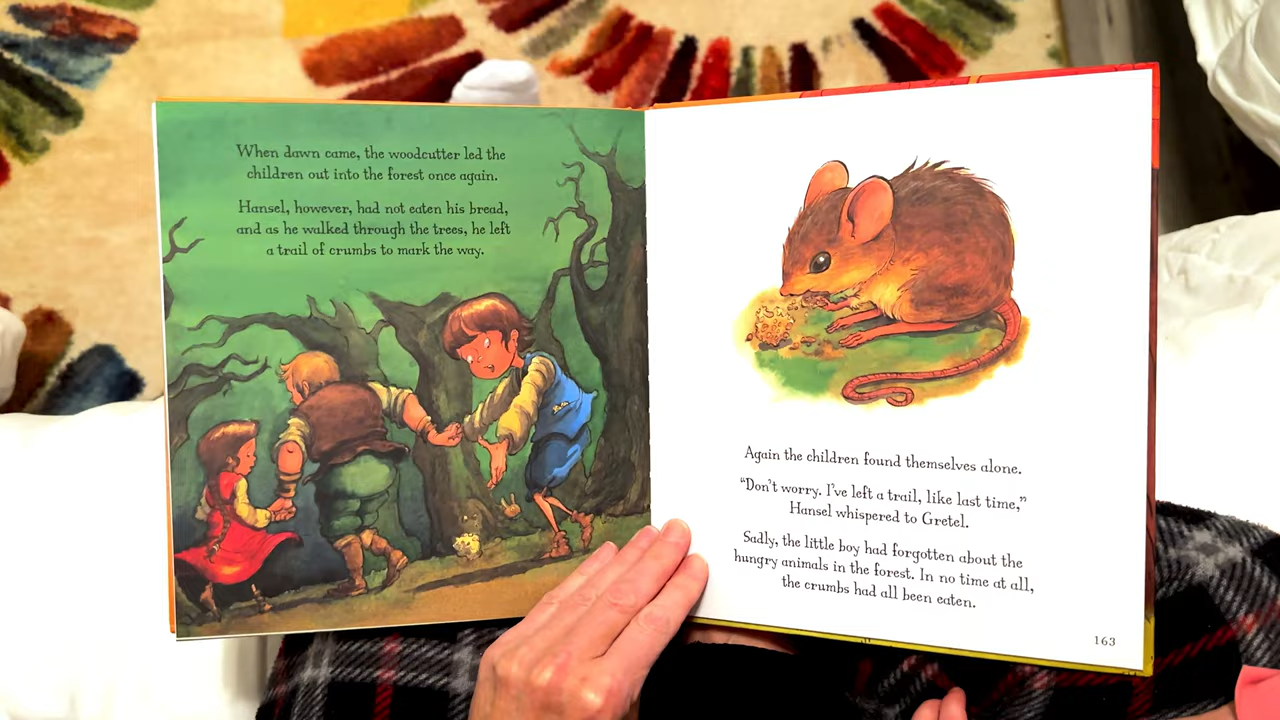 When dawn came, the woodcutter led the
children out into the forest once again.
Hansel, however, had not eaten his bread,
and as he walked through the trees, he left
a trail of crumbs to mark the way.
Again the children found themselves alone.
“Don’t worry. I’ve left a trail, like last time,”
Hansel whispered to Gretel.
Sadly, the little boy had forgotten about the
hungry animals in the forest. In no time at all,
the crumbs had all been eaten.
163